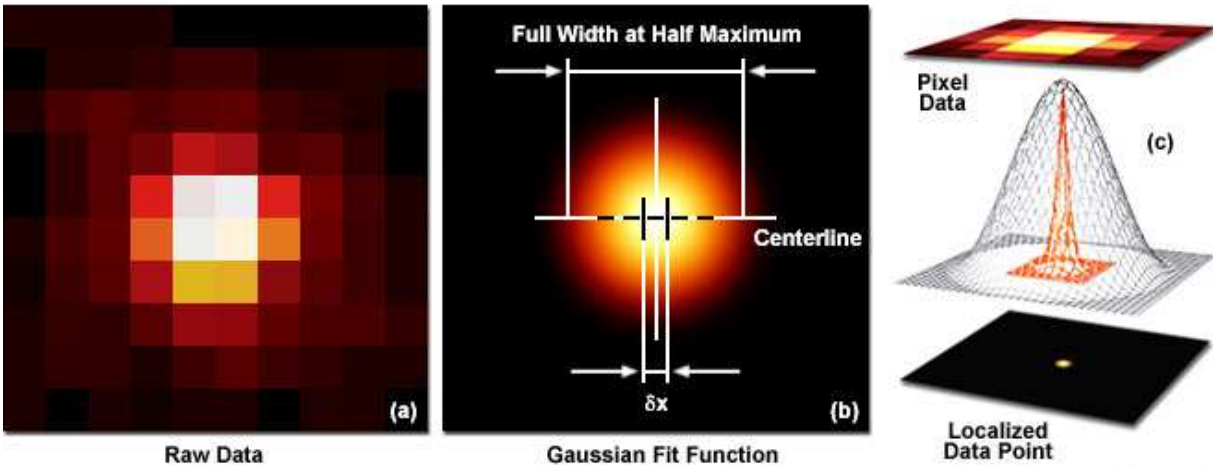 (a)
Raw Data
Full Width at Half Maximum
Centerline
δx
(b)
Gaussian Fit Function
Pixel
Data
(c)
Localized
Data Point